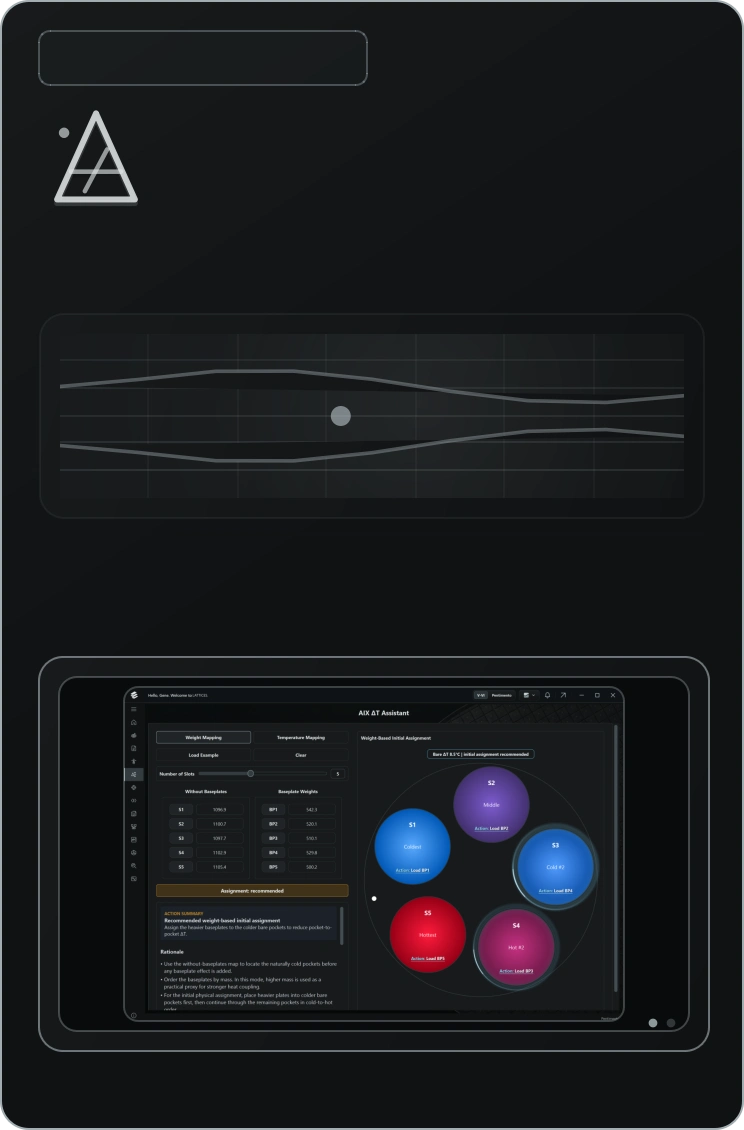 Hello, Gene. Welcome to LATTICES.
V-W
Pentimento
AIX ΔT Assistant
Weight Mapping
Temperature Mapping
Load Example
Clear
Number of Slots
5
Without Baseplates
Baseplate Weights
S1 1096.9 BP1 542.3
S2 1100.7 BP2 520.1
S3 1097.7 BP3 510.1
S4 1102.9 BP4 529.8
S5 1105.4 BP5 500.2
Assignment: recommended
ACTION SUMMARY
Recommended weight-based initial assignment
Assign the heavier baseplates to the colder bare pockets to reduce pocket-to-
pocket ΔT.
Rationale
• Use the without-baseplates map to locate the naturally cold pockets before
any baseplate effect is added.
• Order the baseplates by mass. In this mode, higher mass is used as a
practical proxy for stronger heat coupling.
• For the initial physical assignment, place heavier plates into colder bare
pockets first, then continue through the remaining pockets in cold-to-hot
order.
Weight-Based Initial Assignment
Bare ΔT 8.5°C | initial assignment recommended
S2
Middle
Action: Load BP2
S1
Coldest
Action: Load BP1
S3
Cold #2
Action: Load BP4
S5
Hottest
Action: Load BP5
S4
Hot #2
Action: Load BP3